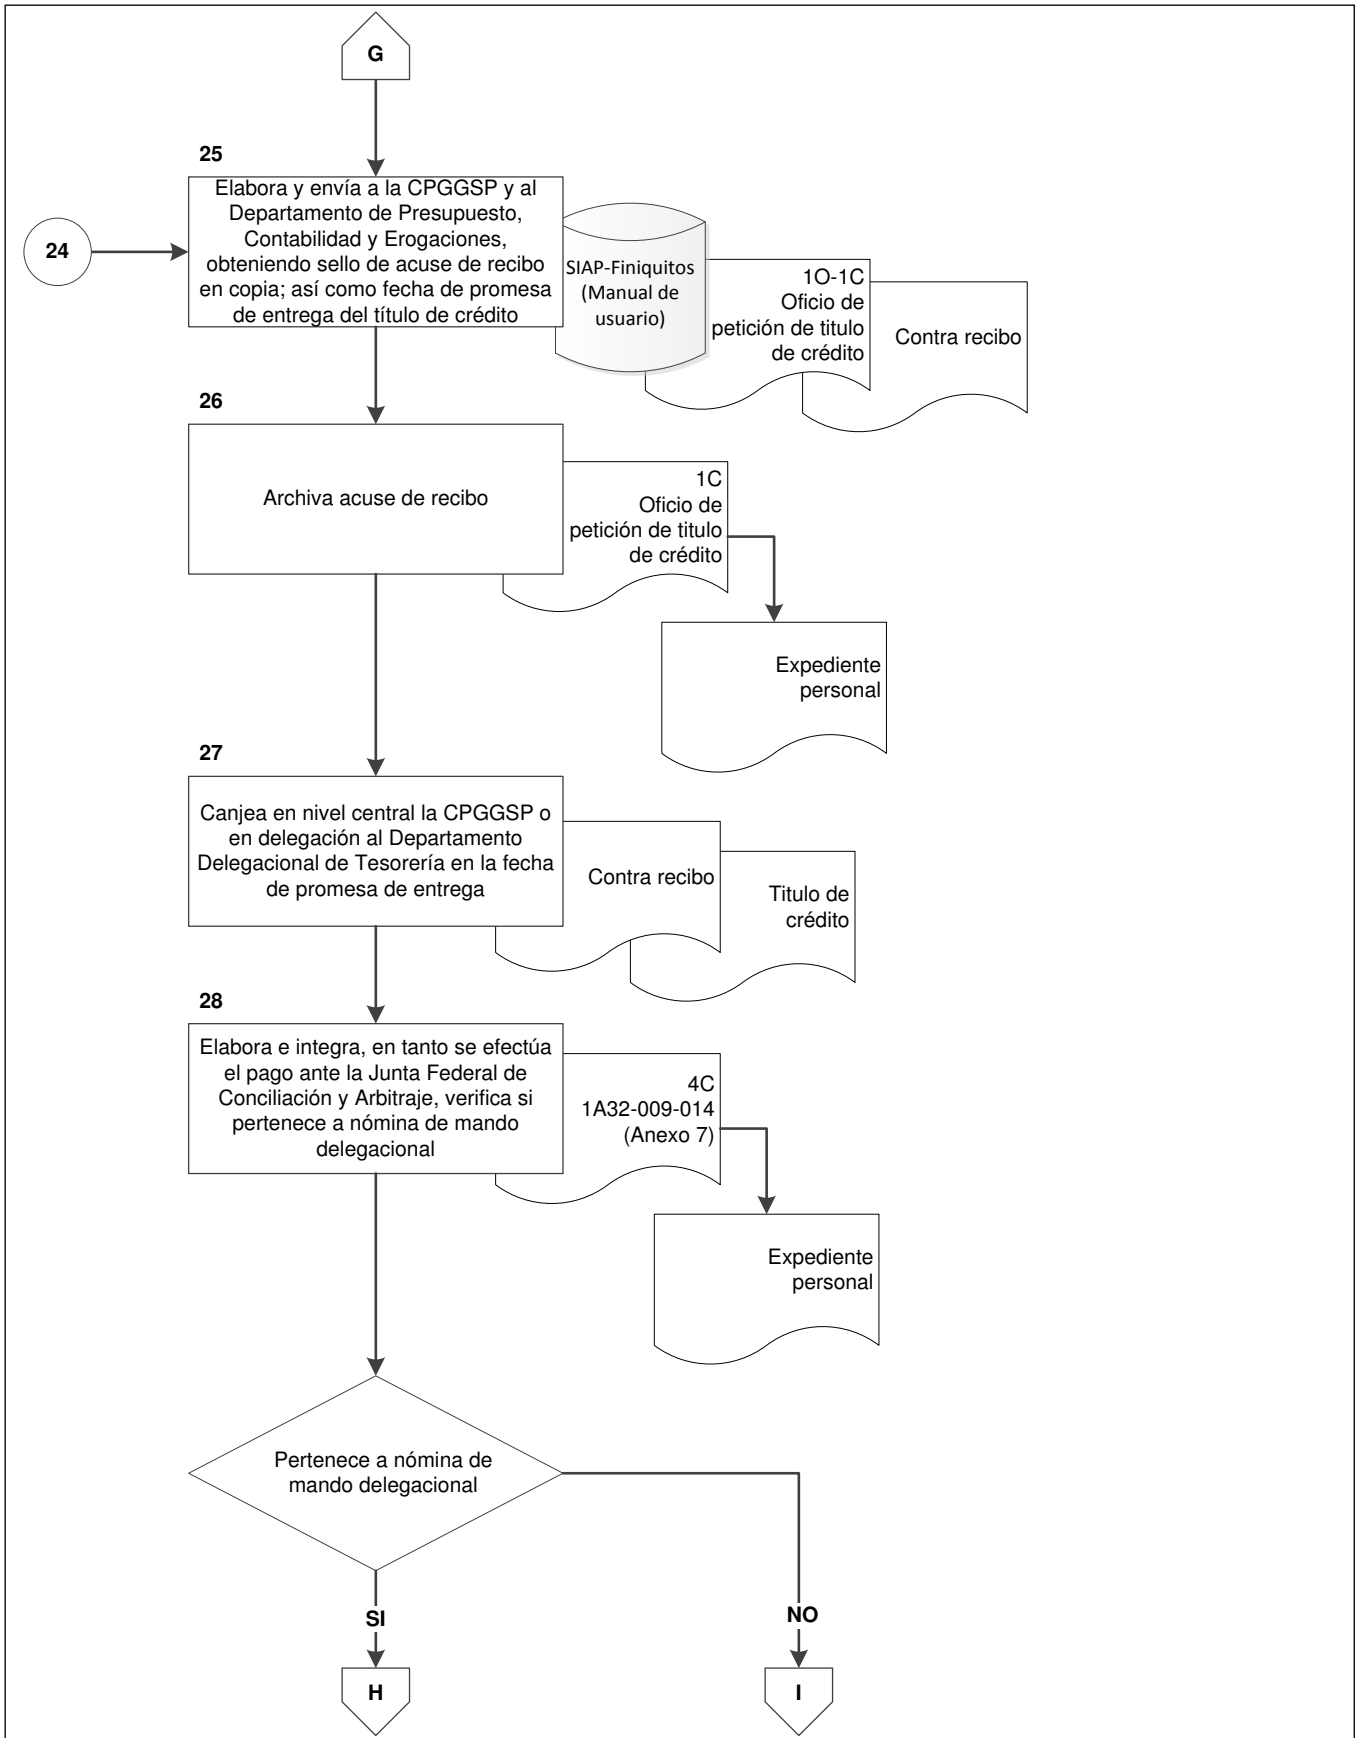 G
25
Elabora y envía a la CPGGSP y al
Departamento de Presupuesto,
Contabilidad y Erogaciones,
obteniendo sello de acuse de recibo
en copia; así como fecha de promesa
de entrega del título de crédito
24
SIAP-Finiquitos
(Manual de
usuario)
1O-1C
Oficio de
petición de titulo
de crédito
Contra recibo
26
Archiva acuse de recibo
1C
Oficio de
petición de titulo
de crédito
Expediente
personal
27
Canjea en nivel central la CPGGSP o
en delegación al Departamento
Delegacional de Tesorería en la fecha
de promesa de entrega
Contra recibo
Titulo de
crédito
28
Elabora e integra, en tanto se efectúa
el pago ante la Junta Federal de
Conciliación y Arbitraje, verifica si
pertenece a nómina de mando
delegacional
4C
1A32-009-014
(Anexo 7)
Expediente
personal
Pertenece a nómina de
mando delegacional
SI
NO
H
I